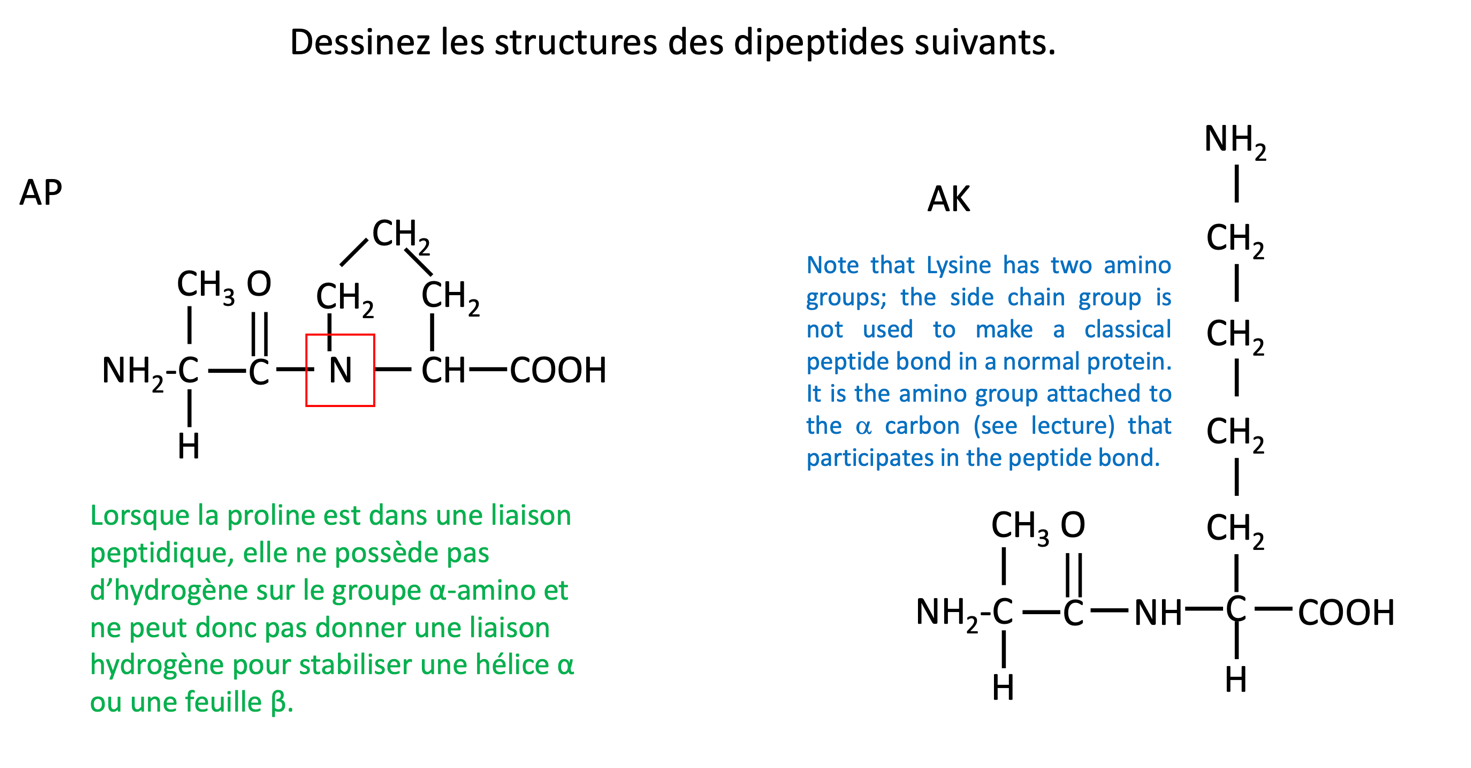 Dessinez les structures des dipeptides suivants.
AP
CH₂
CH₃ O CH₂ CH₂
NH₂-C C N CH COOH
H
Lorsque la proline est dans une liaison
peptidique, elle ne possède pas
d’hydrogène sur le groupe α-amino et
ne peut donc pas donner une liaison
hydrogène pour stabiliser une hélice α
ou une feuille β.
AK
Note that Lysine has two amino
groups; the side chain group is
not used to make a classical
peptide bond in a normal protein.
It is the amino group attached to
the α carbon (see lecture) that
participates in the peptide bond.
NH₂
CH₂
CH₂
CH₂
CH₃ O CH₂
NH₂-C C NH C COOH
H H